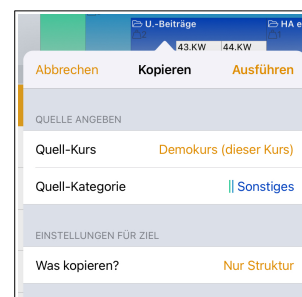 U.-Beiträge HA e
43.KW 44.KW
Abbrechen Kopieren Ausführen
QUELLE ANGEBEN
Quell-Kurs Demokurs (dieser Kurs)
Quell-Kategorie || Sonstiges
EINSTELLUNGEN FÜR ZIEL
Was kopieren? Nur Struktur